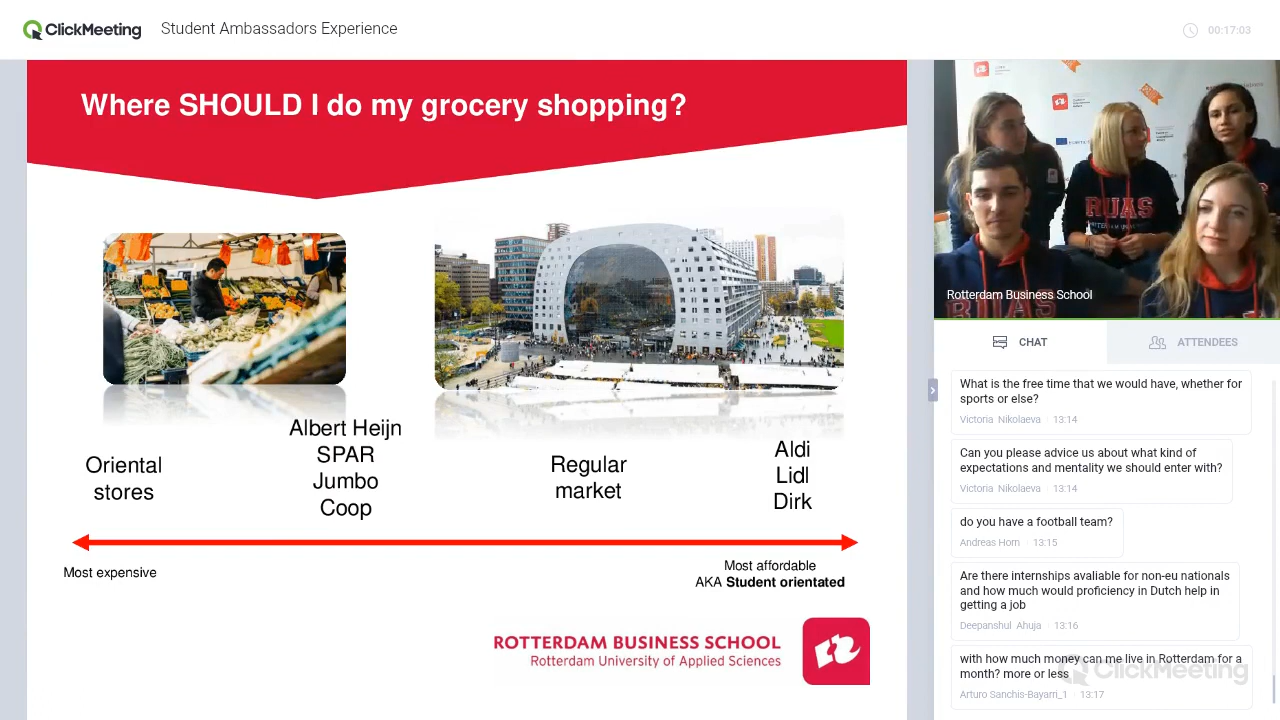 ClickMeeting
Student Ambassadors Experience
00:17:03
Where SHOULD I do my grocery shopping?
Oriental
stores
Albert Heijn
SPAR
Jumbo
Coop
Regular
market
Aldi
Lidl
Dirk
Most expensive
Most affordable
AKA Student orientated
ROTTERDAM BUSINESS SCHOOL
Rotterdam University of Applied Sciences
RUAS
Rotterdam Business School
CHAT
ATTENDEES
What is the free time that we would have, whether for
sports or else?
Victoria Nikolaeva · 13:14
Can you please advice us about what kind of
expectations and mentality we should enter with?
Victoria Nikolaeva · 13:14
do you have a football team?
Andreas Horn · 13:15
Are there internships avaliable for non-eu nationals
and how much would proficiency in Dutch help in
getting a job
Deepanshul Ahuja · 13:16
with how much money can me live in Rotterdam for a
month? more or less
Arturo Sanchis-Bayarri_1 · 13:17
ClickMeeting